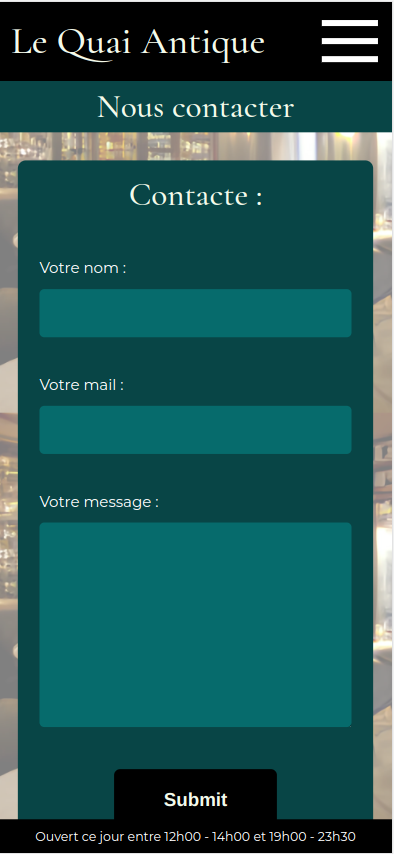 Le Quai Antique
Nous contacter
Contacte :
Votre nom :
Votre mail :
Votre message :
Submit
Ouvert ce jour entre 12h00 - 14h00 et 19h00 - 23h30